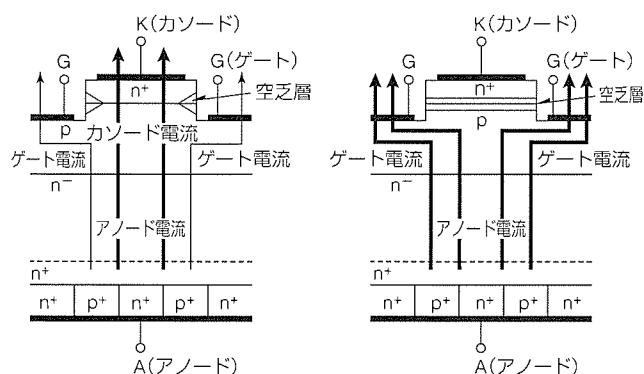 K(カソード)
G
n+
G(ゲート)
空乏層
p
カソード電流
ゲート電流
ゲート電流
n−
アノード電流
n+
n+
p+
n+
p+
n+
A(アノード)
K(カソード)
G
n+
G(ゲート)
空乏層
p
ゲート電流
ゲート電流
n−
アノード電流
n+
n+
p+
n+
p+
n+
A(アノード)